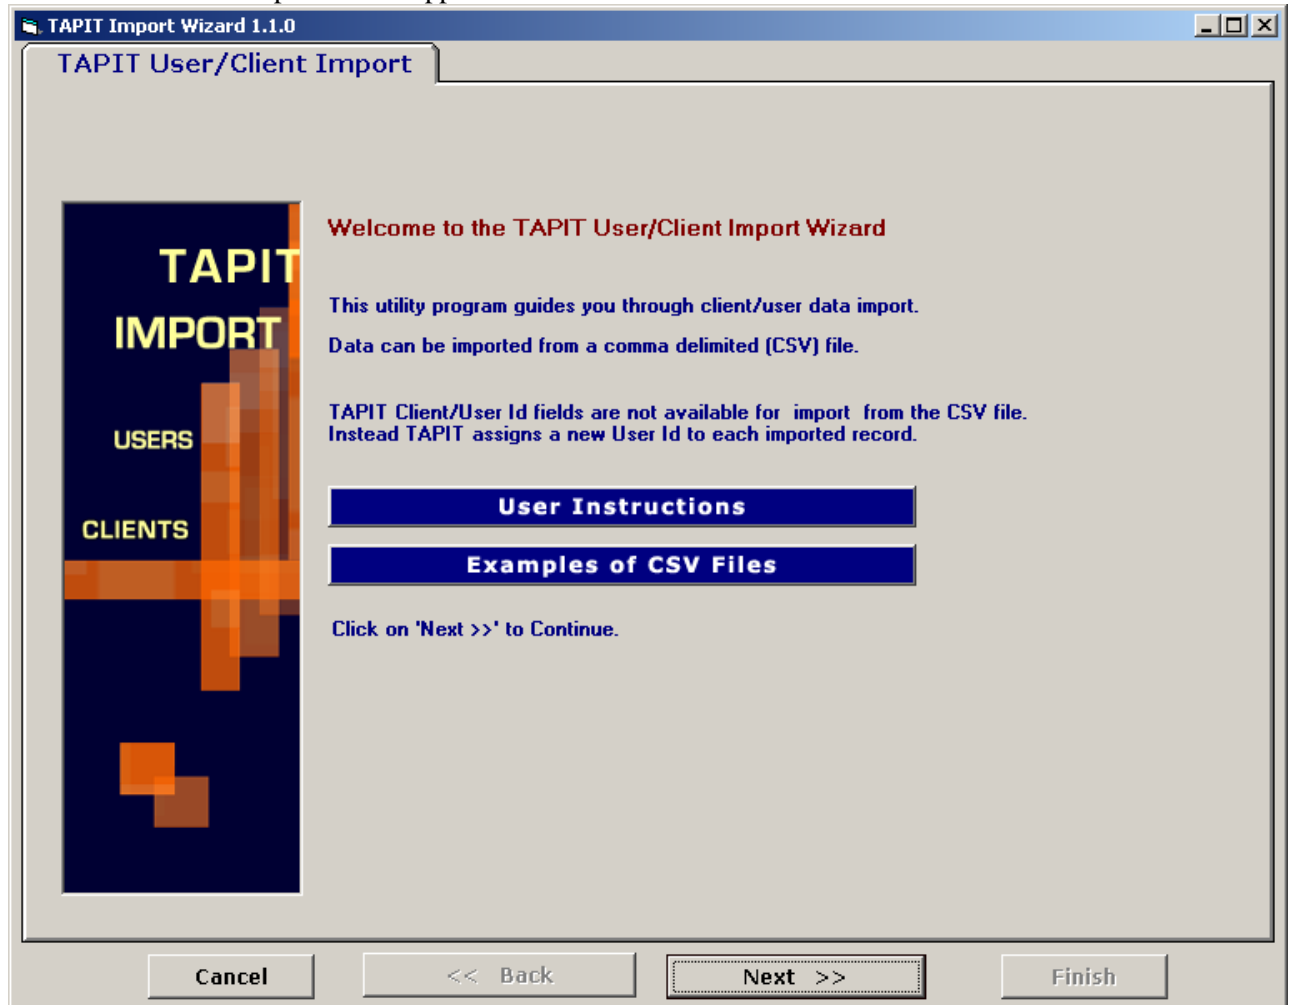 TAPIT Import Wizard 1.1.0
TAPIT User/Client Import
TAPIT
IMPORT
USERS
CLIENTS
Welcome to the TAPIT User/Client Import Wizard
This utility program guides you through client/user data import.
Data can be imported from a comma delimited (CSV) file.
TAPIT Client/User Id fields are not available for import from the CSV file.
Instead TAPIT assigns a new User Id to each imported record.
User Instructions
Examples of CSV Files
Click on 'Next >>' to Continue.
Cancel
<< Back
Next >>
Finish